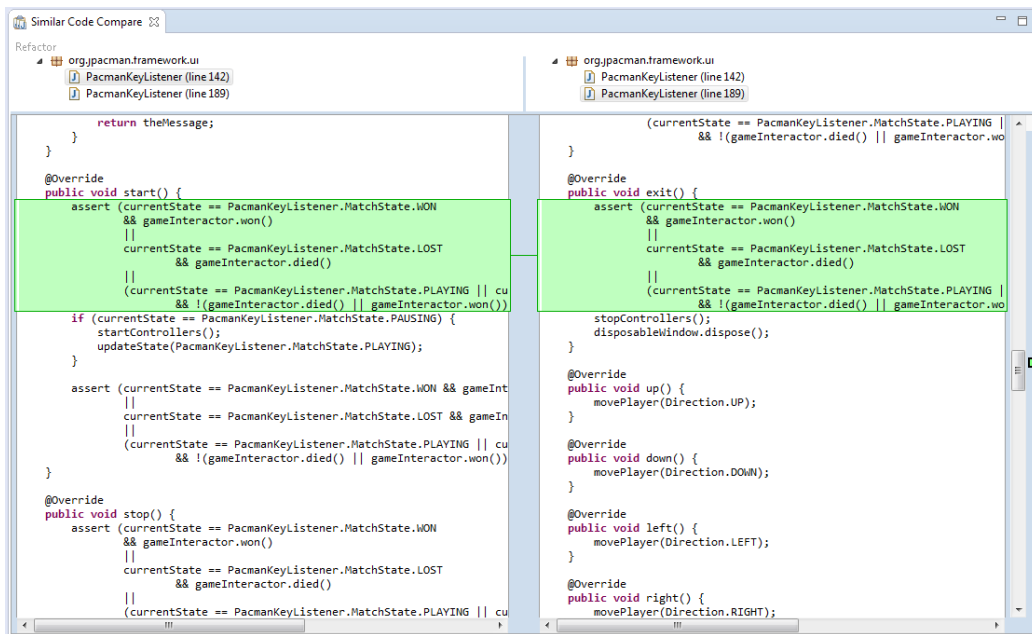 Similar Code Compare
Refactor
org.jpacman.framework.ui
PacmanKeyListener (line 142)
PacmanKeyListener (line 189)
return theMessage;
}
}
@Override
public void start() {
assert (currentState == PacmanKeyListener.MatchState.WON
&& gameInteractor.won()
||
currentState == PacmanKeyListener.MatchState.LOST
&& gameInteractor.died()
||
(currentState == PacmanKeyListener.MatchState.PLAYING || cu
&& !(gameInteractor.died() || gameInteractor.won())
if (currentState == PacmanKeyListener.MatchState.PAUSING) {
startControllers();
updateState(PacmanKeyListener.MatchState.PLAYING);
}
assert (currentState == PacmanKeyListener.MatchState.WON && gameInt
||
currentState == PacmanKeyListener.MatchState.LOST && gameIn
||
(currentState == PacmanKeyListener.MatchState.PLAYING || cu
&& !(gameInteractor.died() || gameInteractor.won())
}
@Override
public void stop() {
assert (currentState == PacmanKeyListener.MatchState.WON
&& gameInteractor.won()
||
currentState == PacmanKeyListener.MatchState.LOST
&& gameInteractor.died()
||
(currentState == PacmanKeyListener.MatchState.PLAYING || cu
org.jpacman.framework.ui
PacmanKeyListener (line 142)
PacmanKeyListener (line 189)
(currentState == PacmanKeyListener.MatchState.PLAYING |
&& !(gameInteractor.died() || gameInteractor.wo
}
@Override
public void exit() {
assert (currentState == PacmanKeyListener.MatchState.WON
&& gameInteractor.won()
||
currentState == PacmanKeyListener.MatchState.LOST
&& gameInteractor.died()
||
(currentState == PacmanKeyListener.MatchState.PLAYING |
&& !(gameInteractor.died() || gameInteractor.wo
stopControllers();
disposableWindow.dispose();
}
@Override
public void up() {
movePlayer(Direction.UP);
}
@Override
public void down() {
movePlayer(Direction.DOWN);
}
@Override
public void left() {
movePlayer(Direction.LEFT);
}
@Override
public void right() {
movePlayer(Direction.RIGHT);